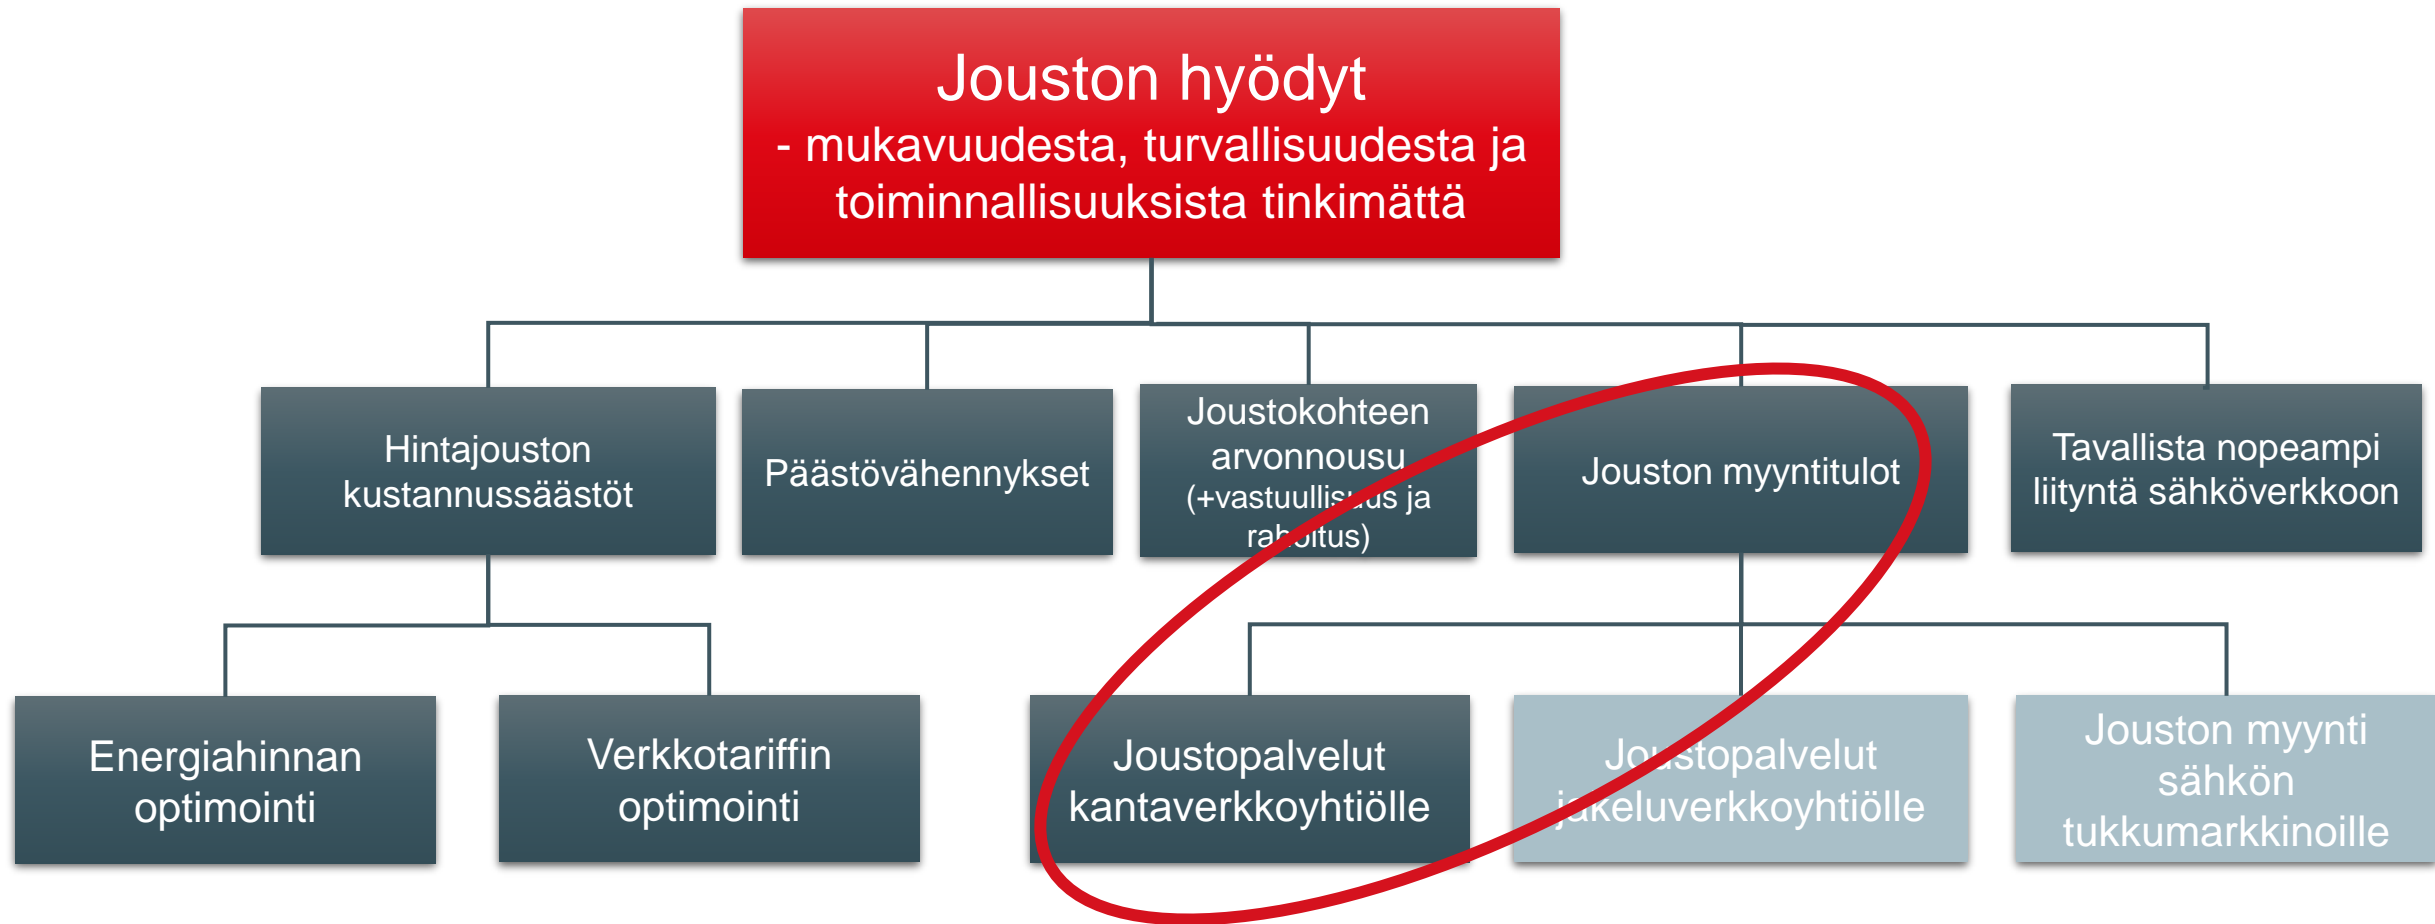 Jouston hyödyt
- mukavuudesta, turvallisuudesta ja
toiminnallisuuksista tinkimättä
Hintajouston
kustannussäästöt
Päästövähennykset
Joustokohteen
arvonnousu
(+vastuullisuus ja
rahoitus)
Jouston myyntitulot
Tavallista nopeampi
liityntä sähköverkkoon
Energiahinnan
optimointi
Verkkotariffin
optimointi
Joustopalvelut
kantaverkkoyhtiölle
Joustopalvelut
jakeluverkkoyhtiölle
Jouston myynti
sähkön
tukkumarkkinoille